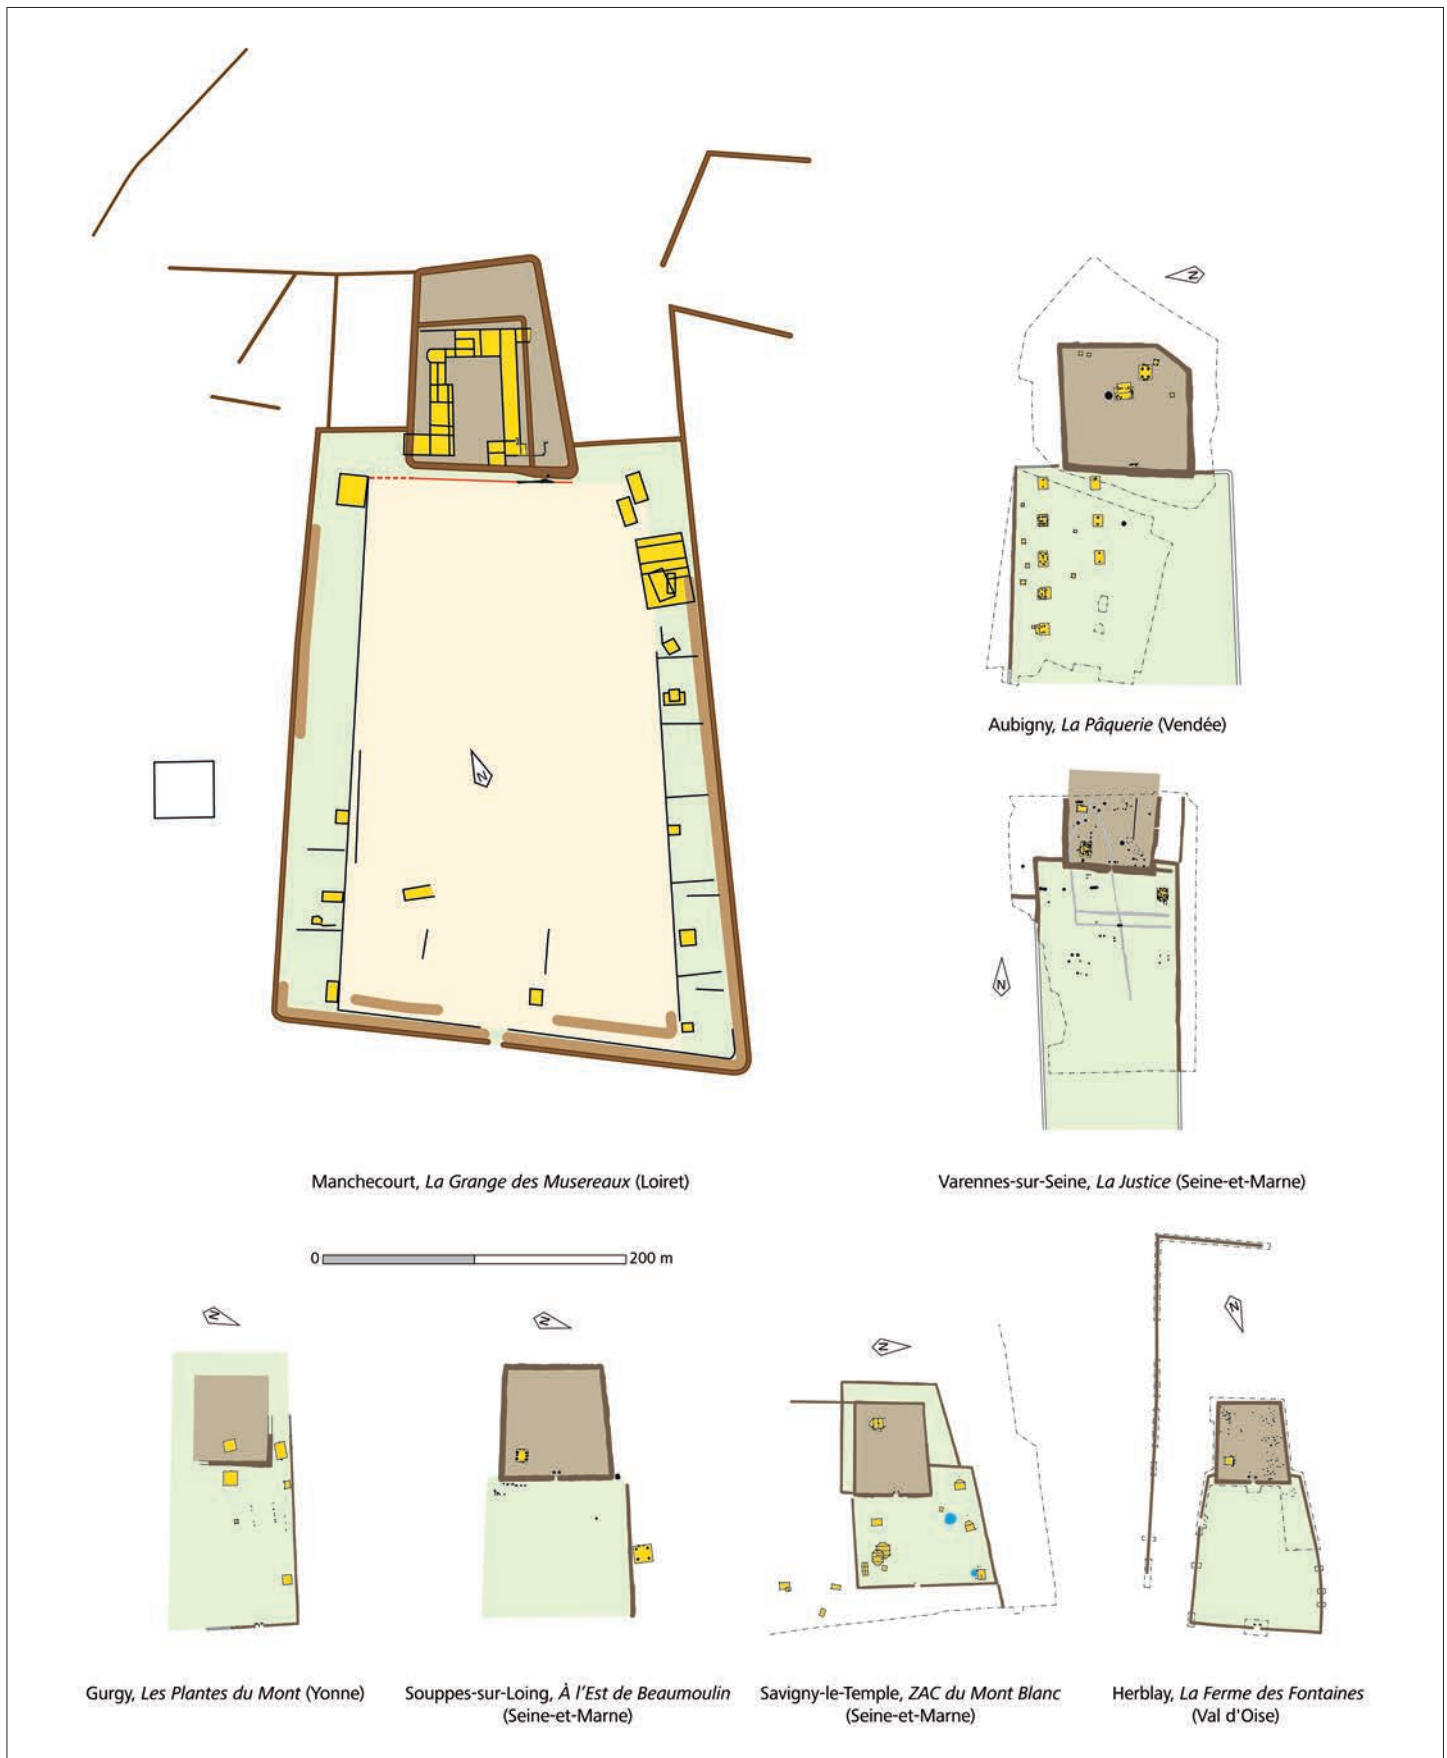 N
Aubigny, La Pâquerie (Vendée)
N
N
Manchecourt, La Grange des Musereaux (Loiret)
Varennes-sur-Seine, La Justice (Seine-et-Marne)
0 200 m
N
N
N
N
Gurgy, Les Plantes du Mont (Yonne)
Souppes-sur-Loing, À l'Est de Beaumoulin
(Seine-et-Marne)
Savigny-le-Temple, ZAC du Mont Blanc
(Seine-et-Marne)
Herblay, La Ferme des Fontaines
(Val d'Oise)